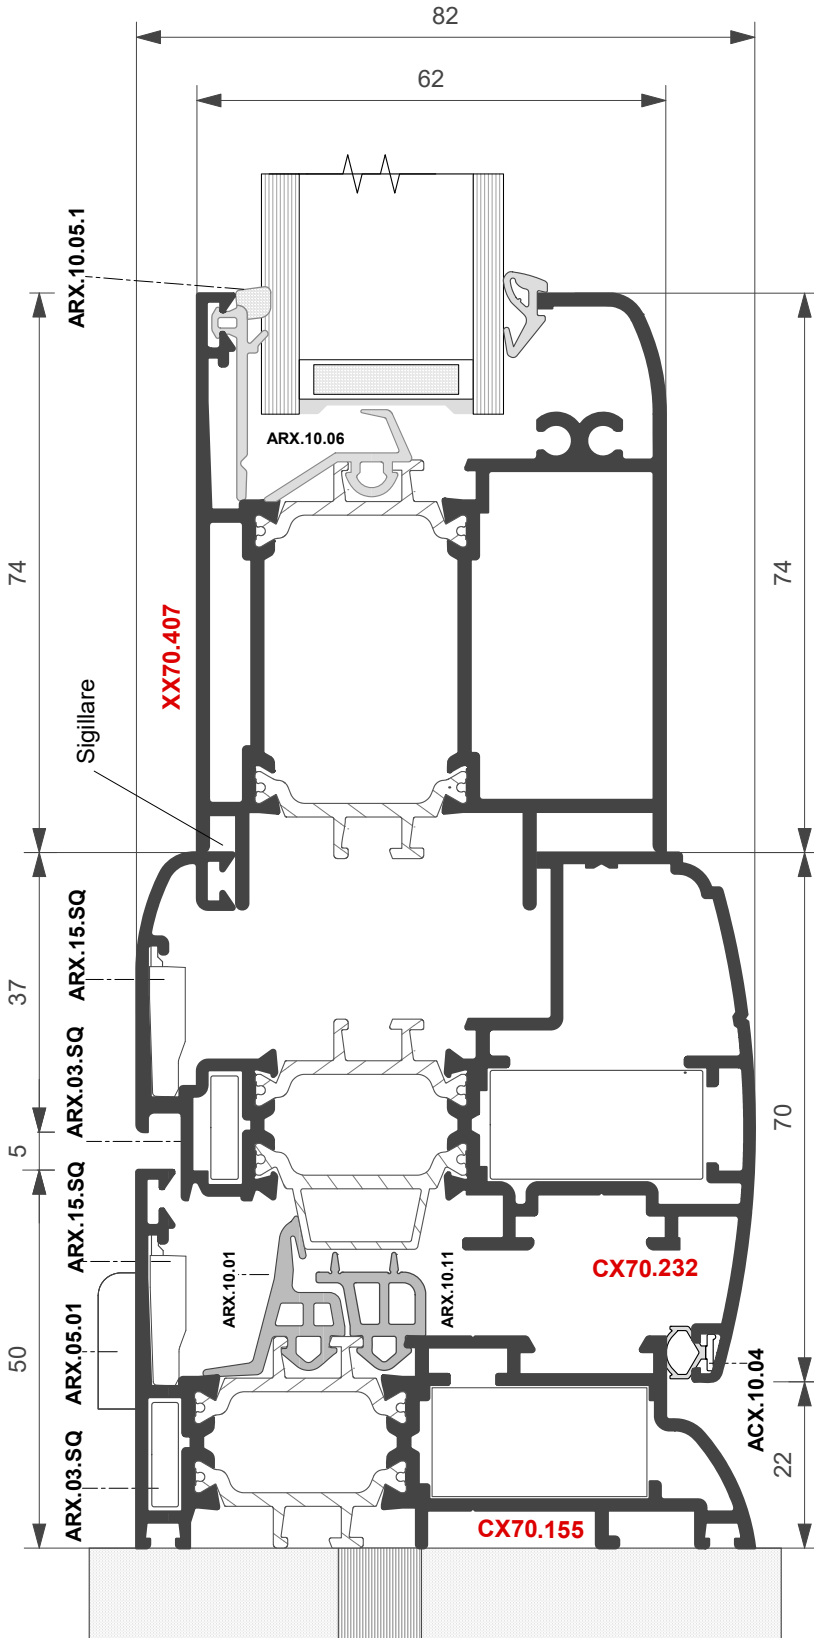 82
62
ARX.10.05.1
ARX.10.06
74
74
XX70.407
Sigillare
ARX.15.SQ
37
ARX.03.SQ
70
5
ARX.15.SQ
ARX.10.01
ARX.10.11
CX70.232
ARX.05.01
50
ACX.10.04
ARX.03.SQ
22
CX70.155